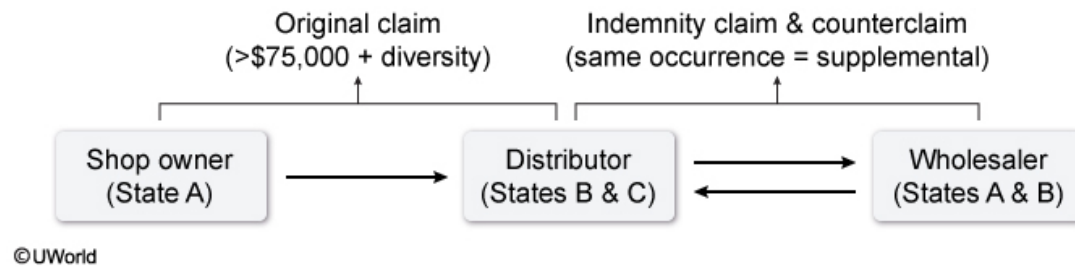 Original claim
(>$75,000 + diversity)
Indemnity claim & counterclaim
(same occurrence = supplemental)
Shop owner
(State A)
Distributor
(States B & C)
Wholesaler
(States A & B)
©UWorld